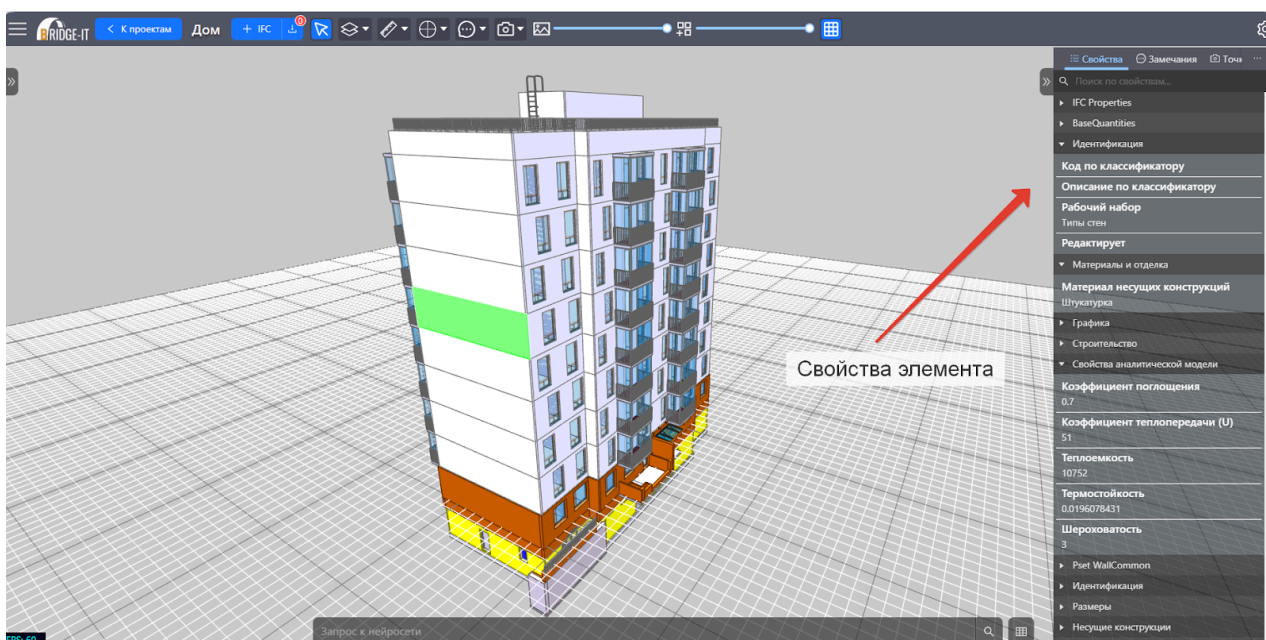 BRIDGE-IT
К проектам
Дом
+ IFC
0
Свойства
Замечания
Точк
Поиск по свойствам...
IFC Properties
BaseQuantities
Идентификация
Код по классификатору
Описание по классификатору
Рабочий набор
Типы стен
Редактирует
Материалы и отделка
Материал несущих конструкций
Штукатурка
Графика
Строительство
Свойства аналитической модели
Коэффициент поглощения
0.7
Коэффициент теплопередачи (U)
51
Теплоемкость
10752
Термостойкость
0.0196078431
Шероховатость
3
Pset WallCommon
Идентификация
Размеры
Несущие конструкции
Свойства элемента
Запрос к нейросети
FPS: 60